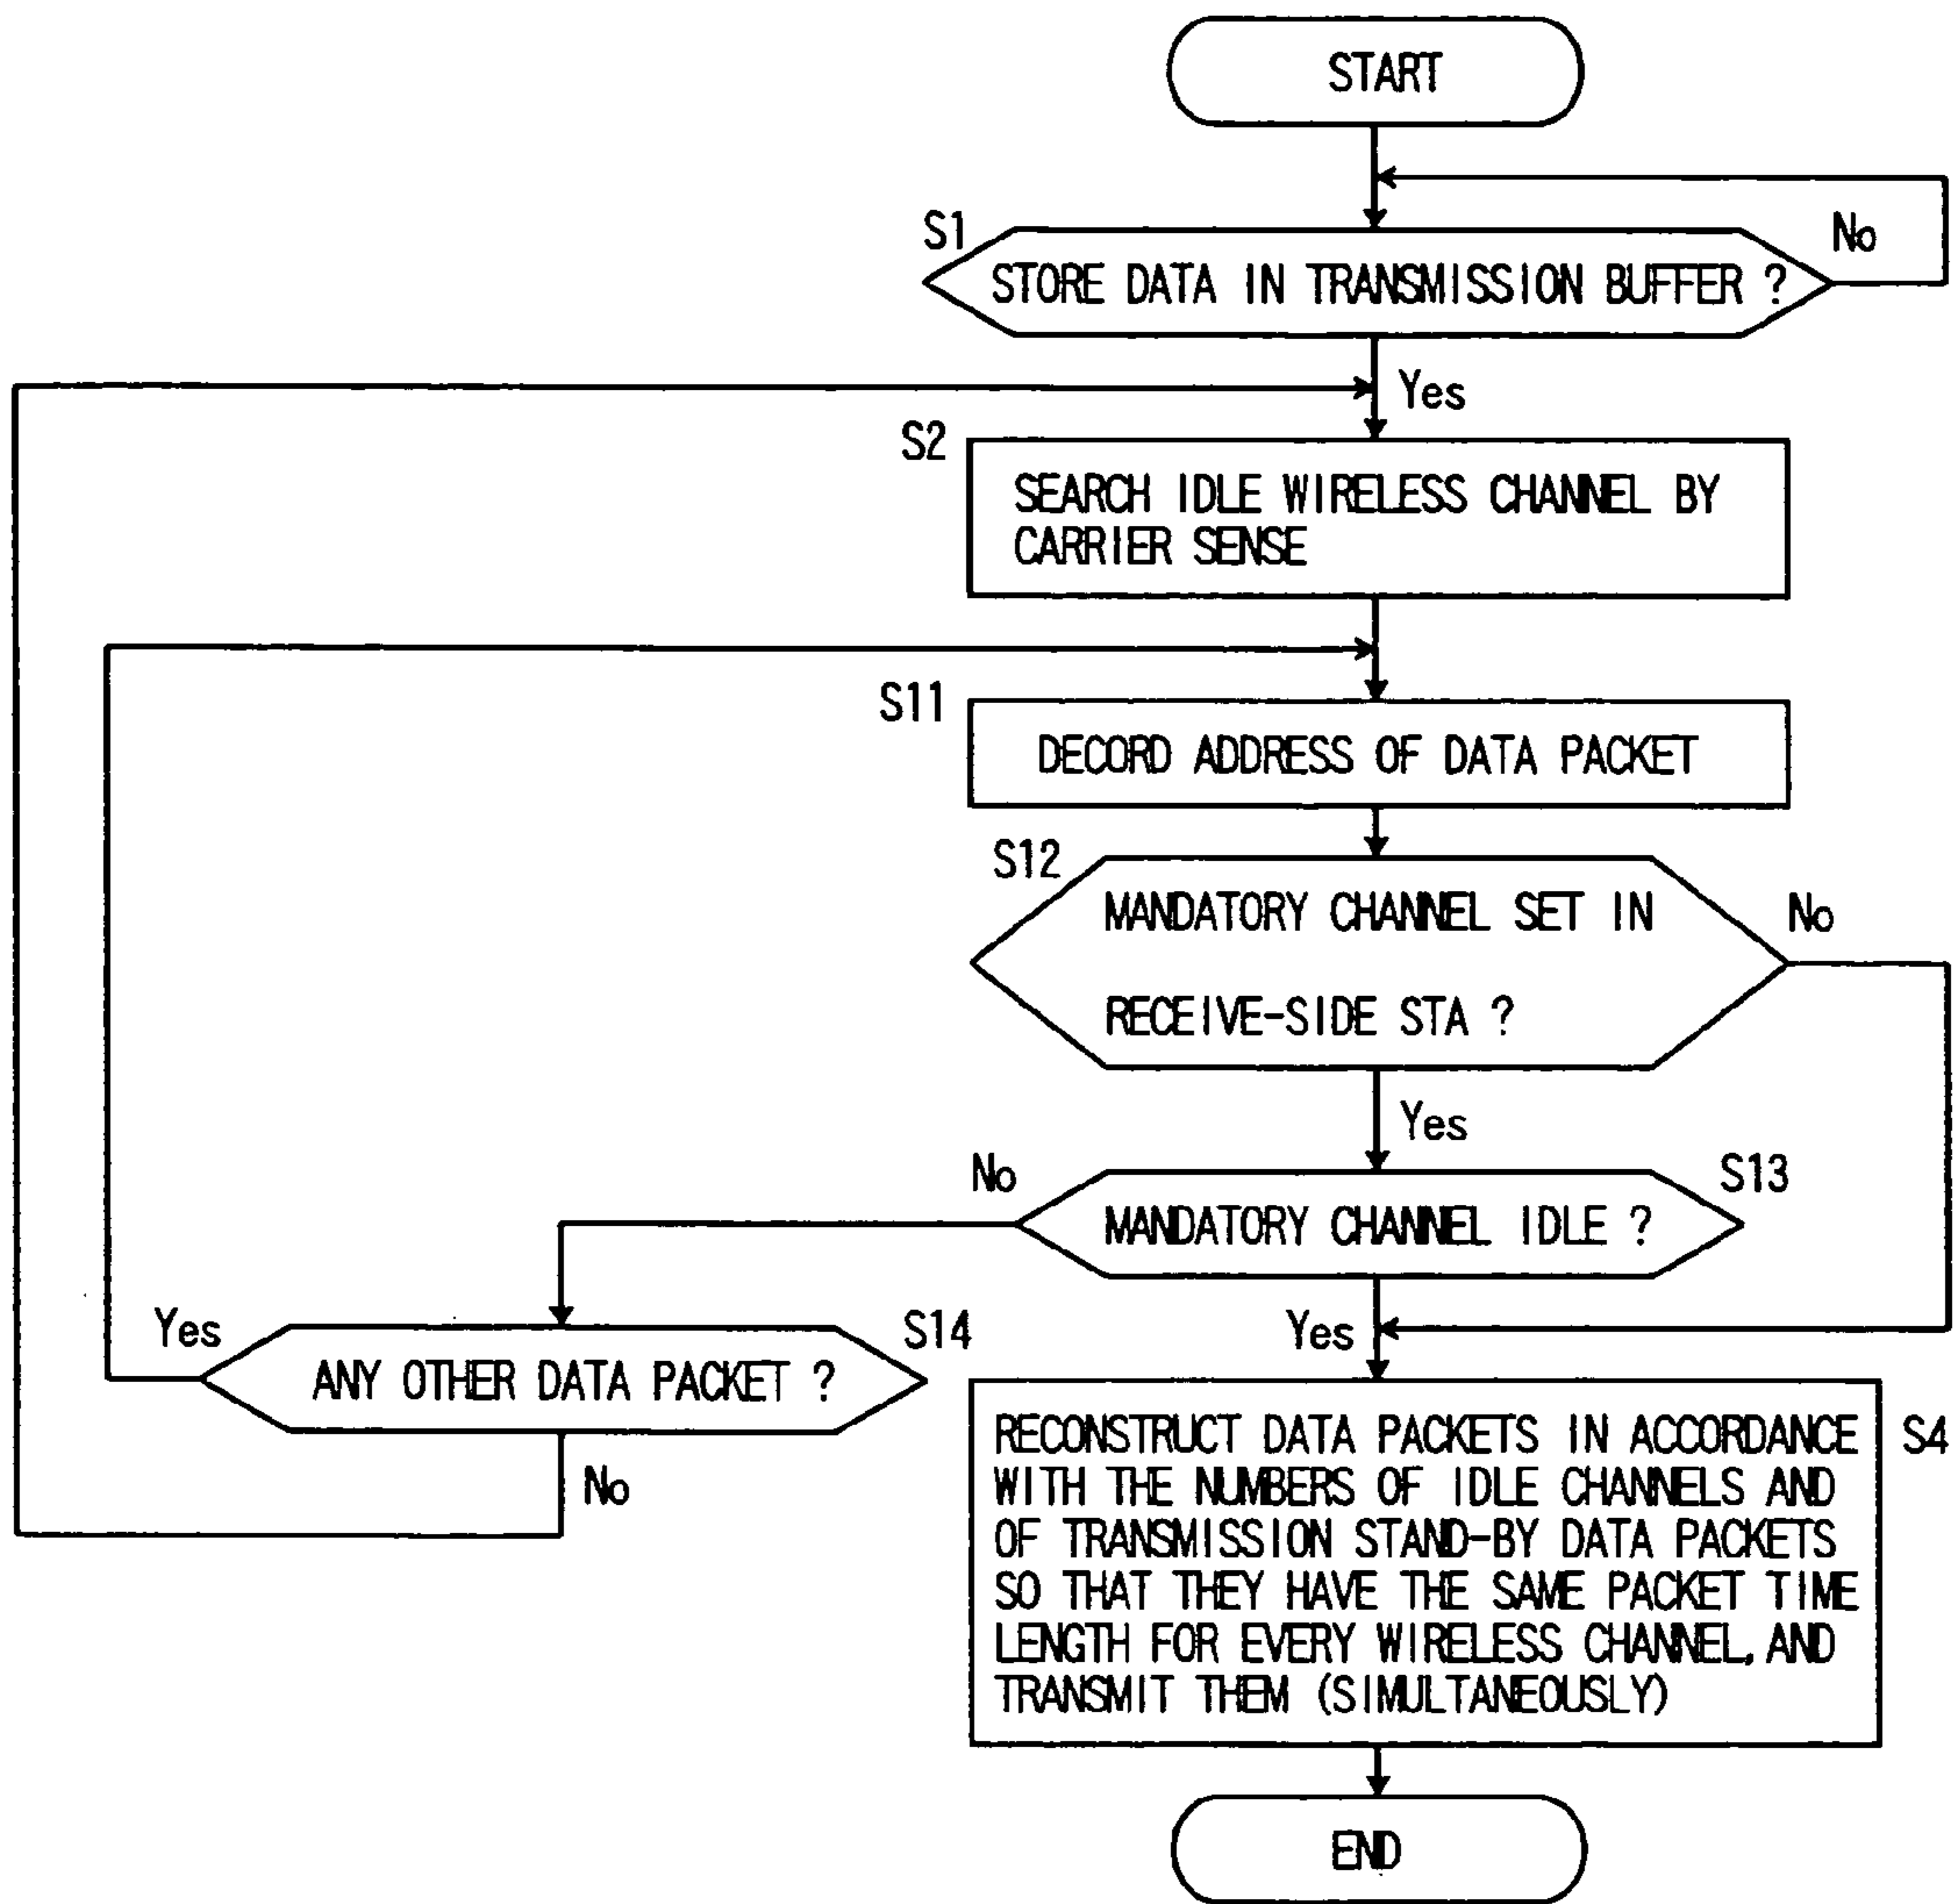 START
S1
No
STORE DATA IN TRANSMISSION BUFFER ?
Yes
S2
SEARCH IDLE WIRELESS CHANNEL BY
CARRIER SENSE
S11
DECORD ADDRESS OF DATA PACKET
S12
MANDATORY CHANNEL SET IN
No
RECEIVE-SIDE STA ?
Yes
No
S13
MANDATORY CHANNEL IDLE ?
Yes
S14
Yes
ANY OTHER DATA PACKET ?
No
S4
RECONSTRUCT DATA PACKETS IN ACCORDANCE
WITH THE NUMBERS OF IDLE CHANNELS AND
OF TRANSMISSION STAND-BY DATA PACKETS
SO THAT THEY HAVE THE SAME PACKET TIME
LENGTH FOR EVERY WIRELESS CHANNEL, AND
TRANSMIT THEM (SIMULTANEOUSLY)
END